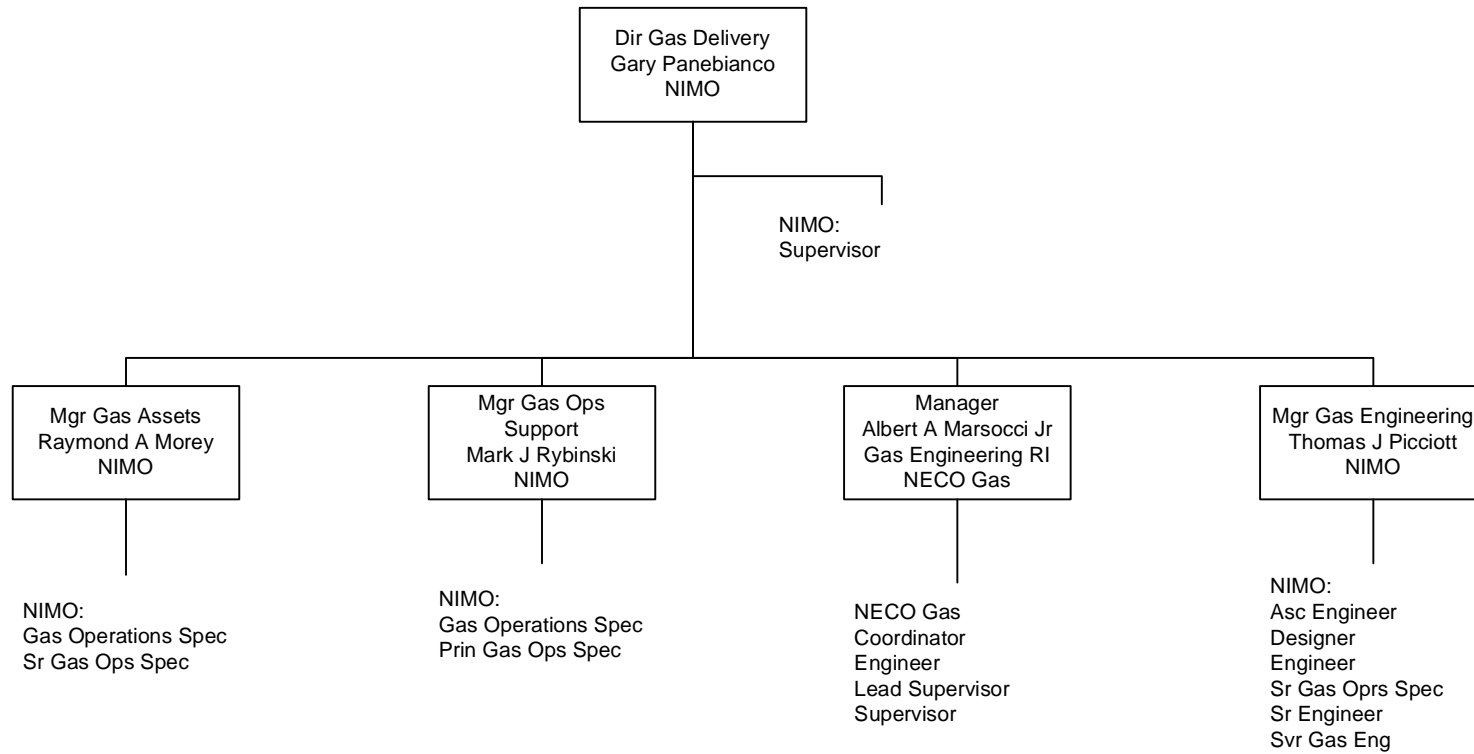 Dir Gas Delivery
Gary Panebianco
NIMO
NIMO:
Supervisor
Mgr Gas Assets
Raymond A Morey
NIMO
Mgr Gas Ops
Support
Mark J Rybinski
NIMO
Manager
Albert A Marsocci Jr
Gas Engineering RI
NECO Gas
Mgr Gas Engineering
Thomas J Picciott
NIMO
NIMO:
Gas Operations Spec
Sr Gas Ops Spec
NIMO:
Gas Operations Spec
Prin Gas Ops Spec
NECO Gas
Coordinator
Engineer
Lead Supervisor
Supervisor
NIMO:
Asc Engineer
Designer
Engineer
Sr Gas Oprs Spec
Sr Engineer
Svr Gas Eng